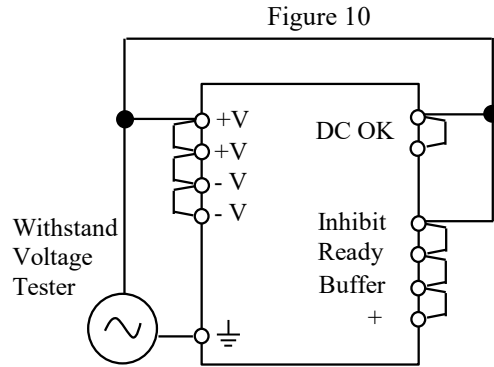 Figure 10
+V
DC OK
+V
- V
- V
Withstand
Voltage
Tester
Inhibit
Ready
Buffer
+